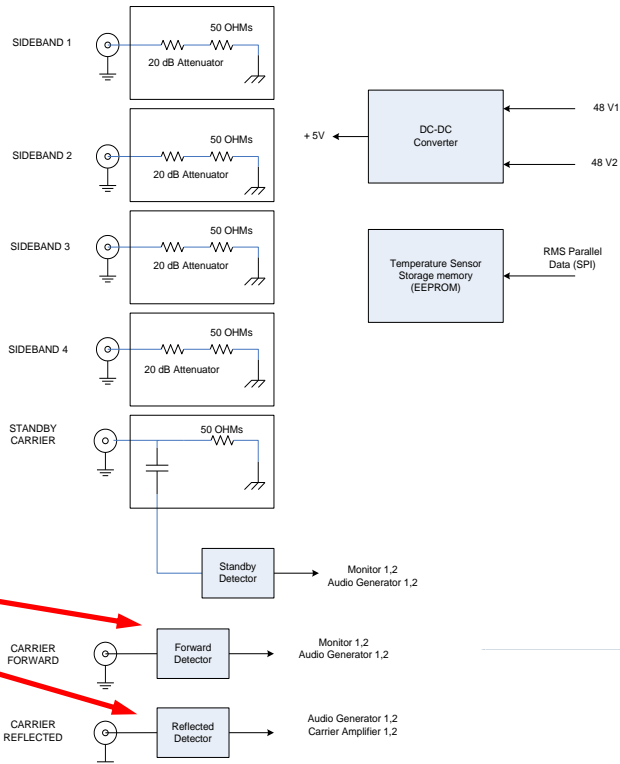 50 OHMs
SIDEBAND 1
20 dB Attenuator
50 OHMs
SIDEBAND 2
20 dB Attenuator
50 OHMs
SIDEBAND 3
20 dB Attenuator
50 OHMs
SIDEBAND 4
20 dB Attenuator
STANDBY
CARRIER
50 OHMs
Standby
Detector
Monitor 1,2
Audio Generator 1,2
CARRIER
FORWARD
Forward
Detector
Monitor 1,2
Audio Generator 1,2
CARRIER
REFLECTED
Reflected
Detector
Audio Generator 1,2
Carrier Amplifier 1,2
+ 5V
DC-DC
Converter
48 V1
48 V2
Temperature Sensor
Storage memory
(EEPROM)
RMS Parallel
Data (SPI)